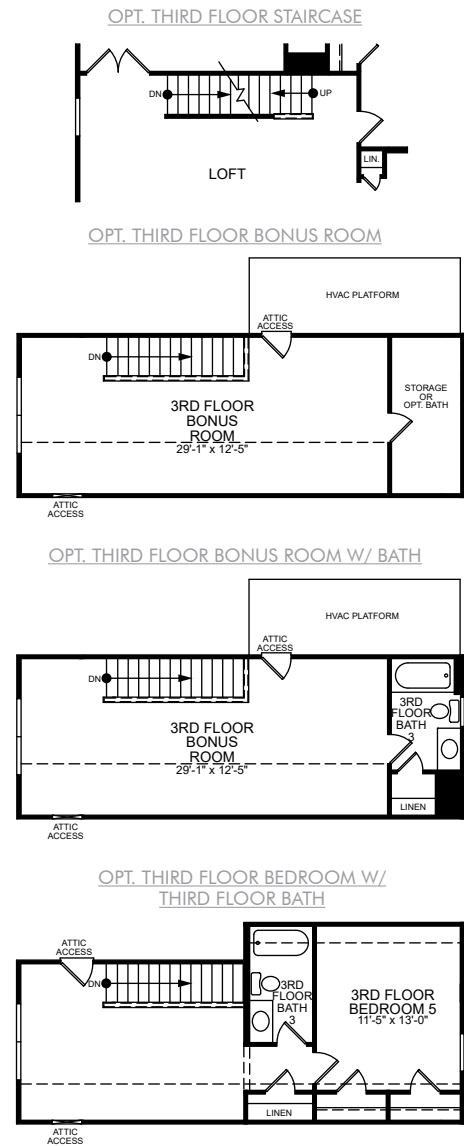 OPT. THIRD FLOOR STAIRCASE
DN
UP
LIN.
LOFT
OPT. THIRD FLOOR BONUS ROOM
HVAC PLATFORM
ATTIC
ACCESS
DN
STORAGE
OR
OPT. BATH
3RD FLOOR
BONUS
ROOM
29'-1" x 12'-5"
ATTIC
ACCESS
OPT. THIRD FLOOR BONUS ROOM W/ BATH
HVAC PLATFORM
ATTIC
ACCESS
DN
3RD
FLOOR
BATH
3
3RD FLOOR
BONUS
ROOM
29'-1" x 12'-5"
LINEN
ATTIC
ACCESS
OPT. THIRD FLOOR BEDROOM W/
THIRD FLOOR BATH
ATTIC
ACCESS
DN
3RD
FLOOR
BATH
3
3RD FLOOR
BEDROOM 5
11'-5" x 13'-0"
LINEN
ATTIC
ACCESS